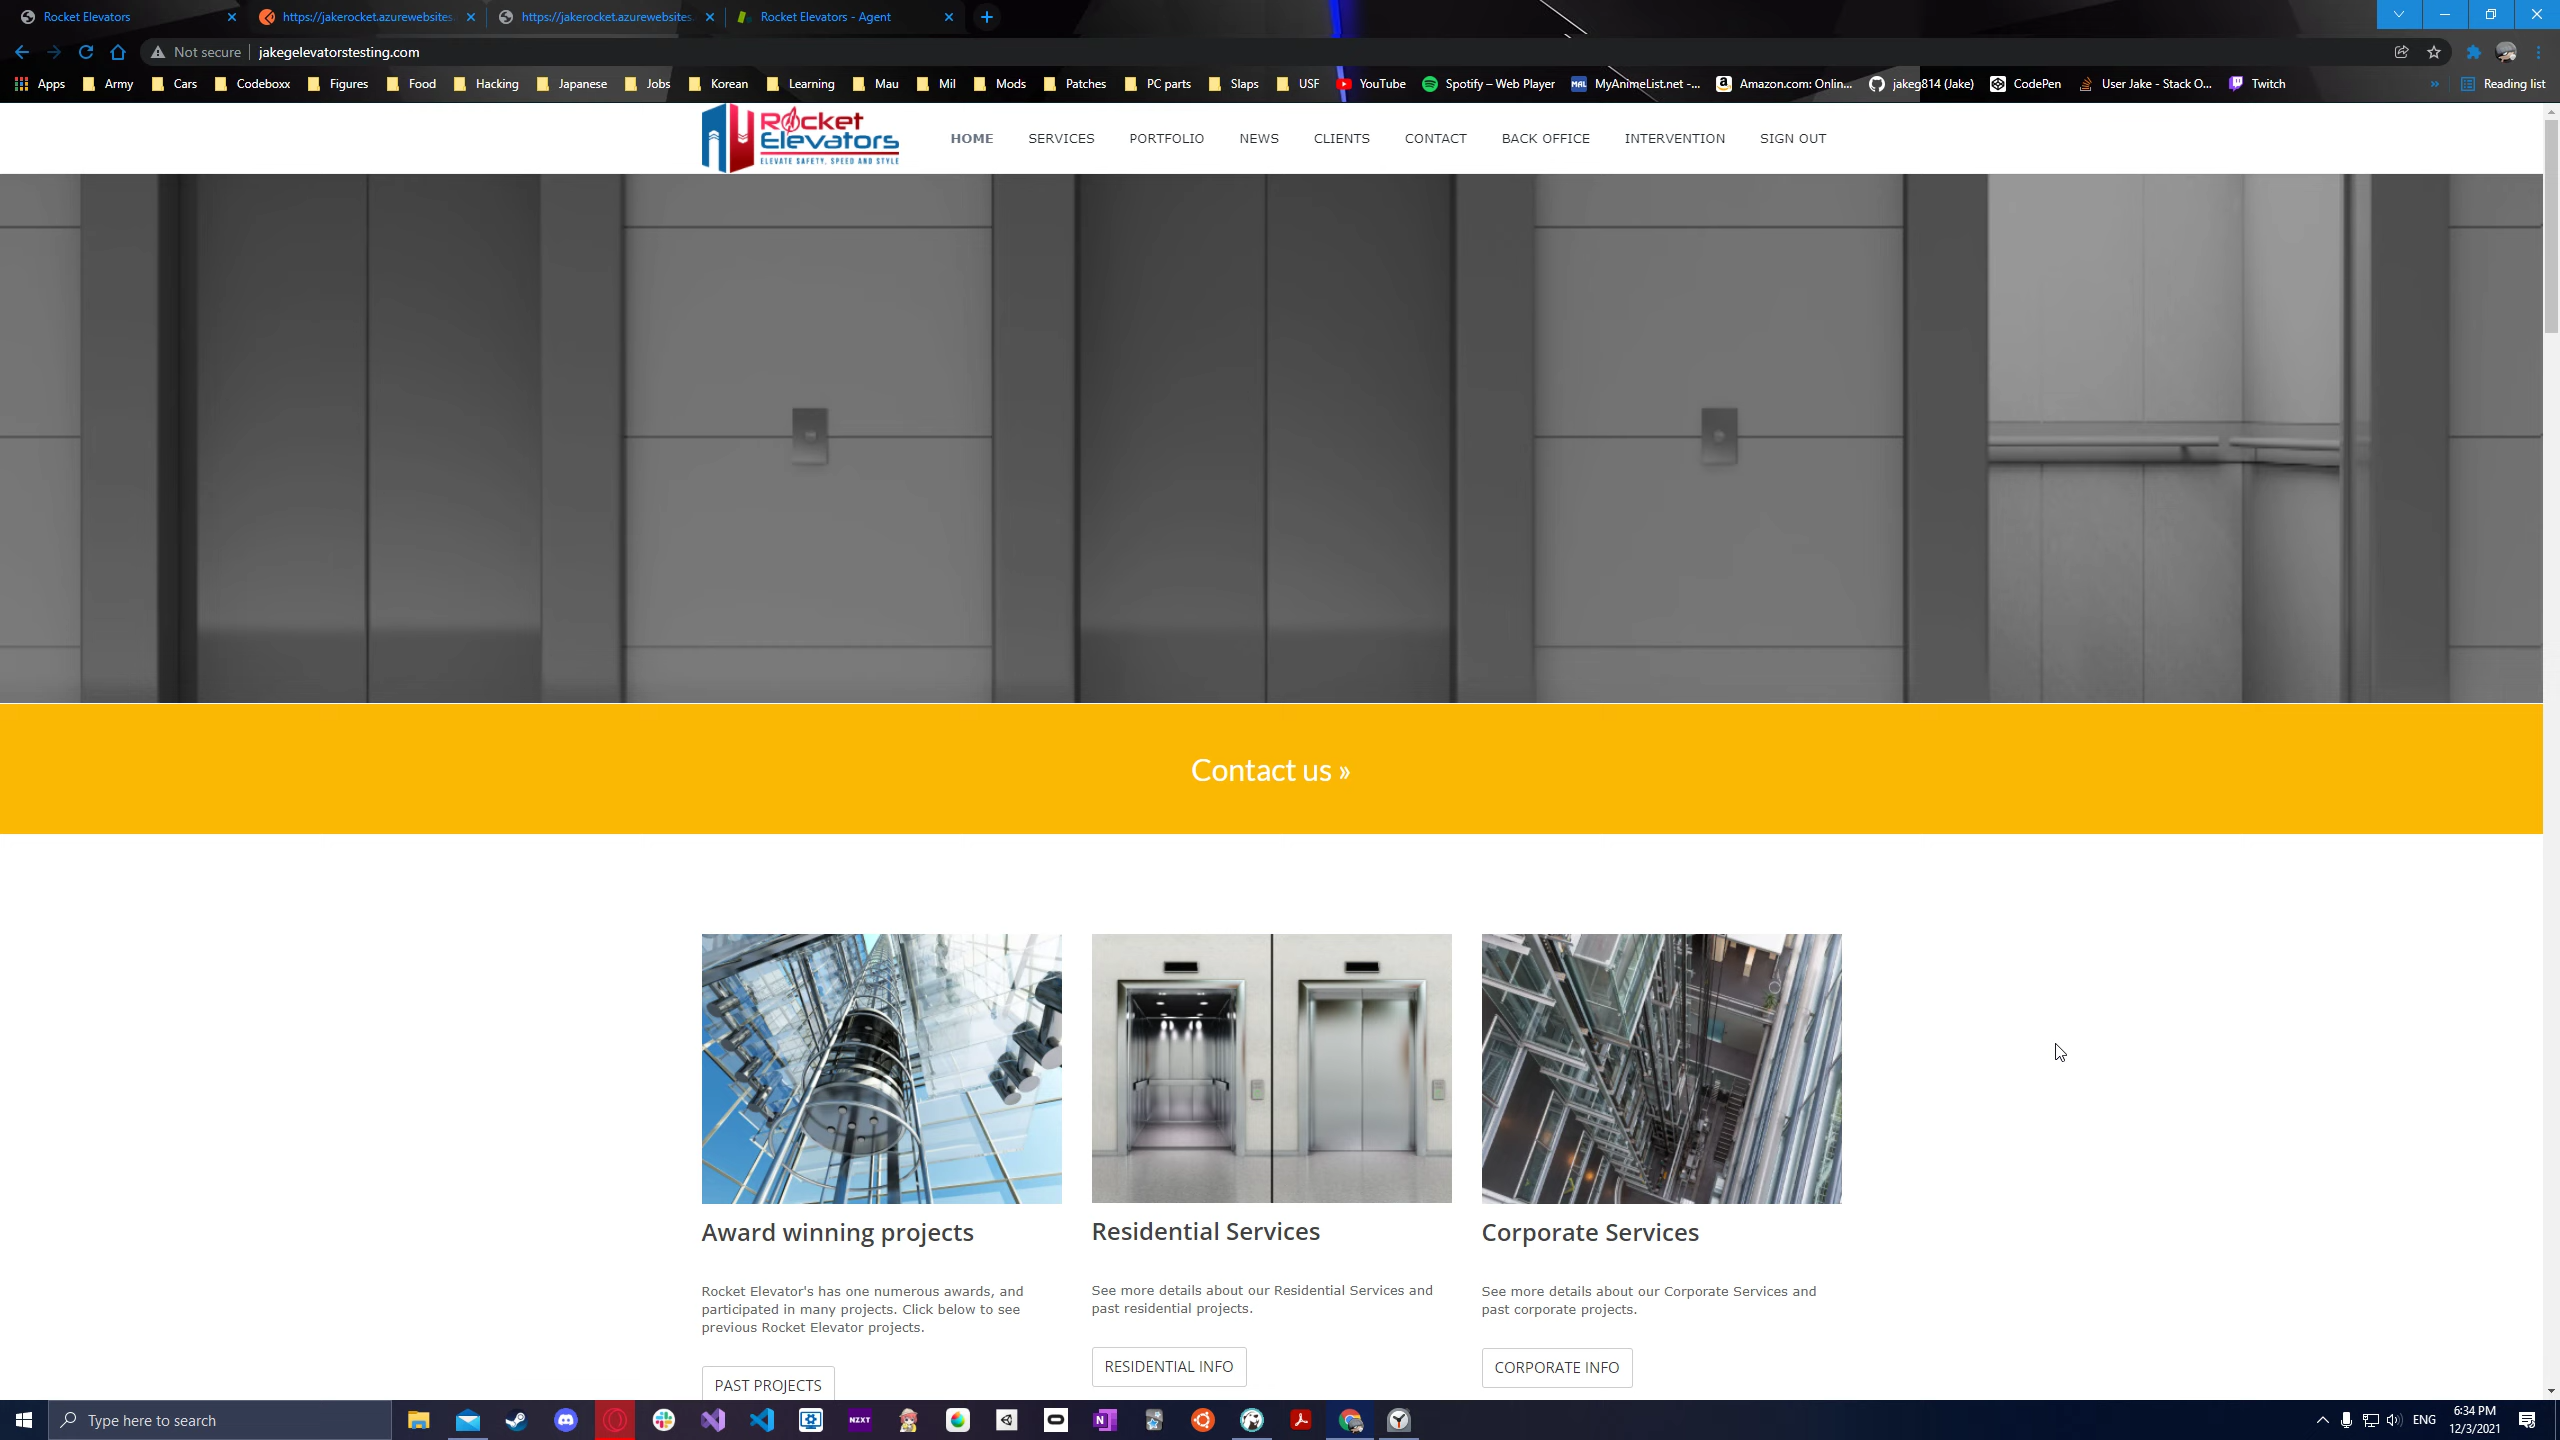 Rocket Elevators
https://jakerocket.azurewebsites.
https://jakerocket.azurewebsites.
Rocket Elevators - Agent
Not secure
jakegelevatorstesting.com
Apps
Army
Cars
Codeboxx
Figures
Food
Hacking
Japanese
Jobs
Korean
Learning
Mau
Mil
Mods
Patches
PC parts
Slaps
USF
YouTube
Spotify – Web Player
MAL
MyAnimeList.net -...
Amazon.com: Onlin...
jakeg814 (Jake)
CodePen
User Jake - Stack O...
Twitch
»
Reading list
Rocket
Elevators
ELEVATE SAFETY, SPEED AND STYLE
HOME
SERVICES
PORTFOLIO
NEWS
CLIENTS
CONTACT
BACK OFFICE
INTERVENTION
SIGN OUT
Contact us »
Award winning projects
Rocket Elevator's has one numerous awards, and
participated in many projects. Click below to see
previous Rocket Elevator projects.
PAST PROJECTS
Residential Services
See more details about our Residential Services and
past residential projects.
RESIDENTIAL INFO
Corporate Services
See more details about our Corporate Services and
past corporate projects.
CORPORATE INFO
Type here to search
NZXT
ENG
6:34 PM
12/3/2021